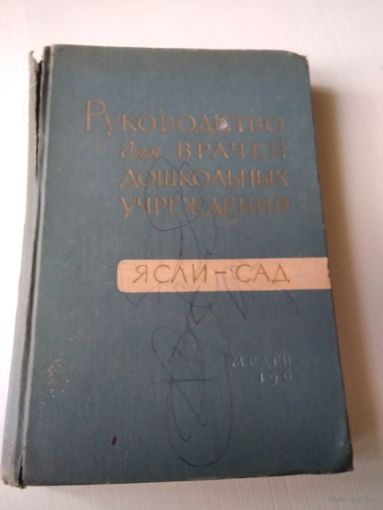 РУКОВОДСТВО
для ВРАЧЕЙ
ДОШКОЛЬНЫХ
УЧРЕЖДЕНИЙ
ЯСЛИ-САД